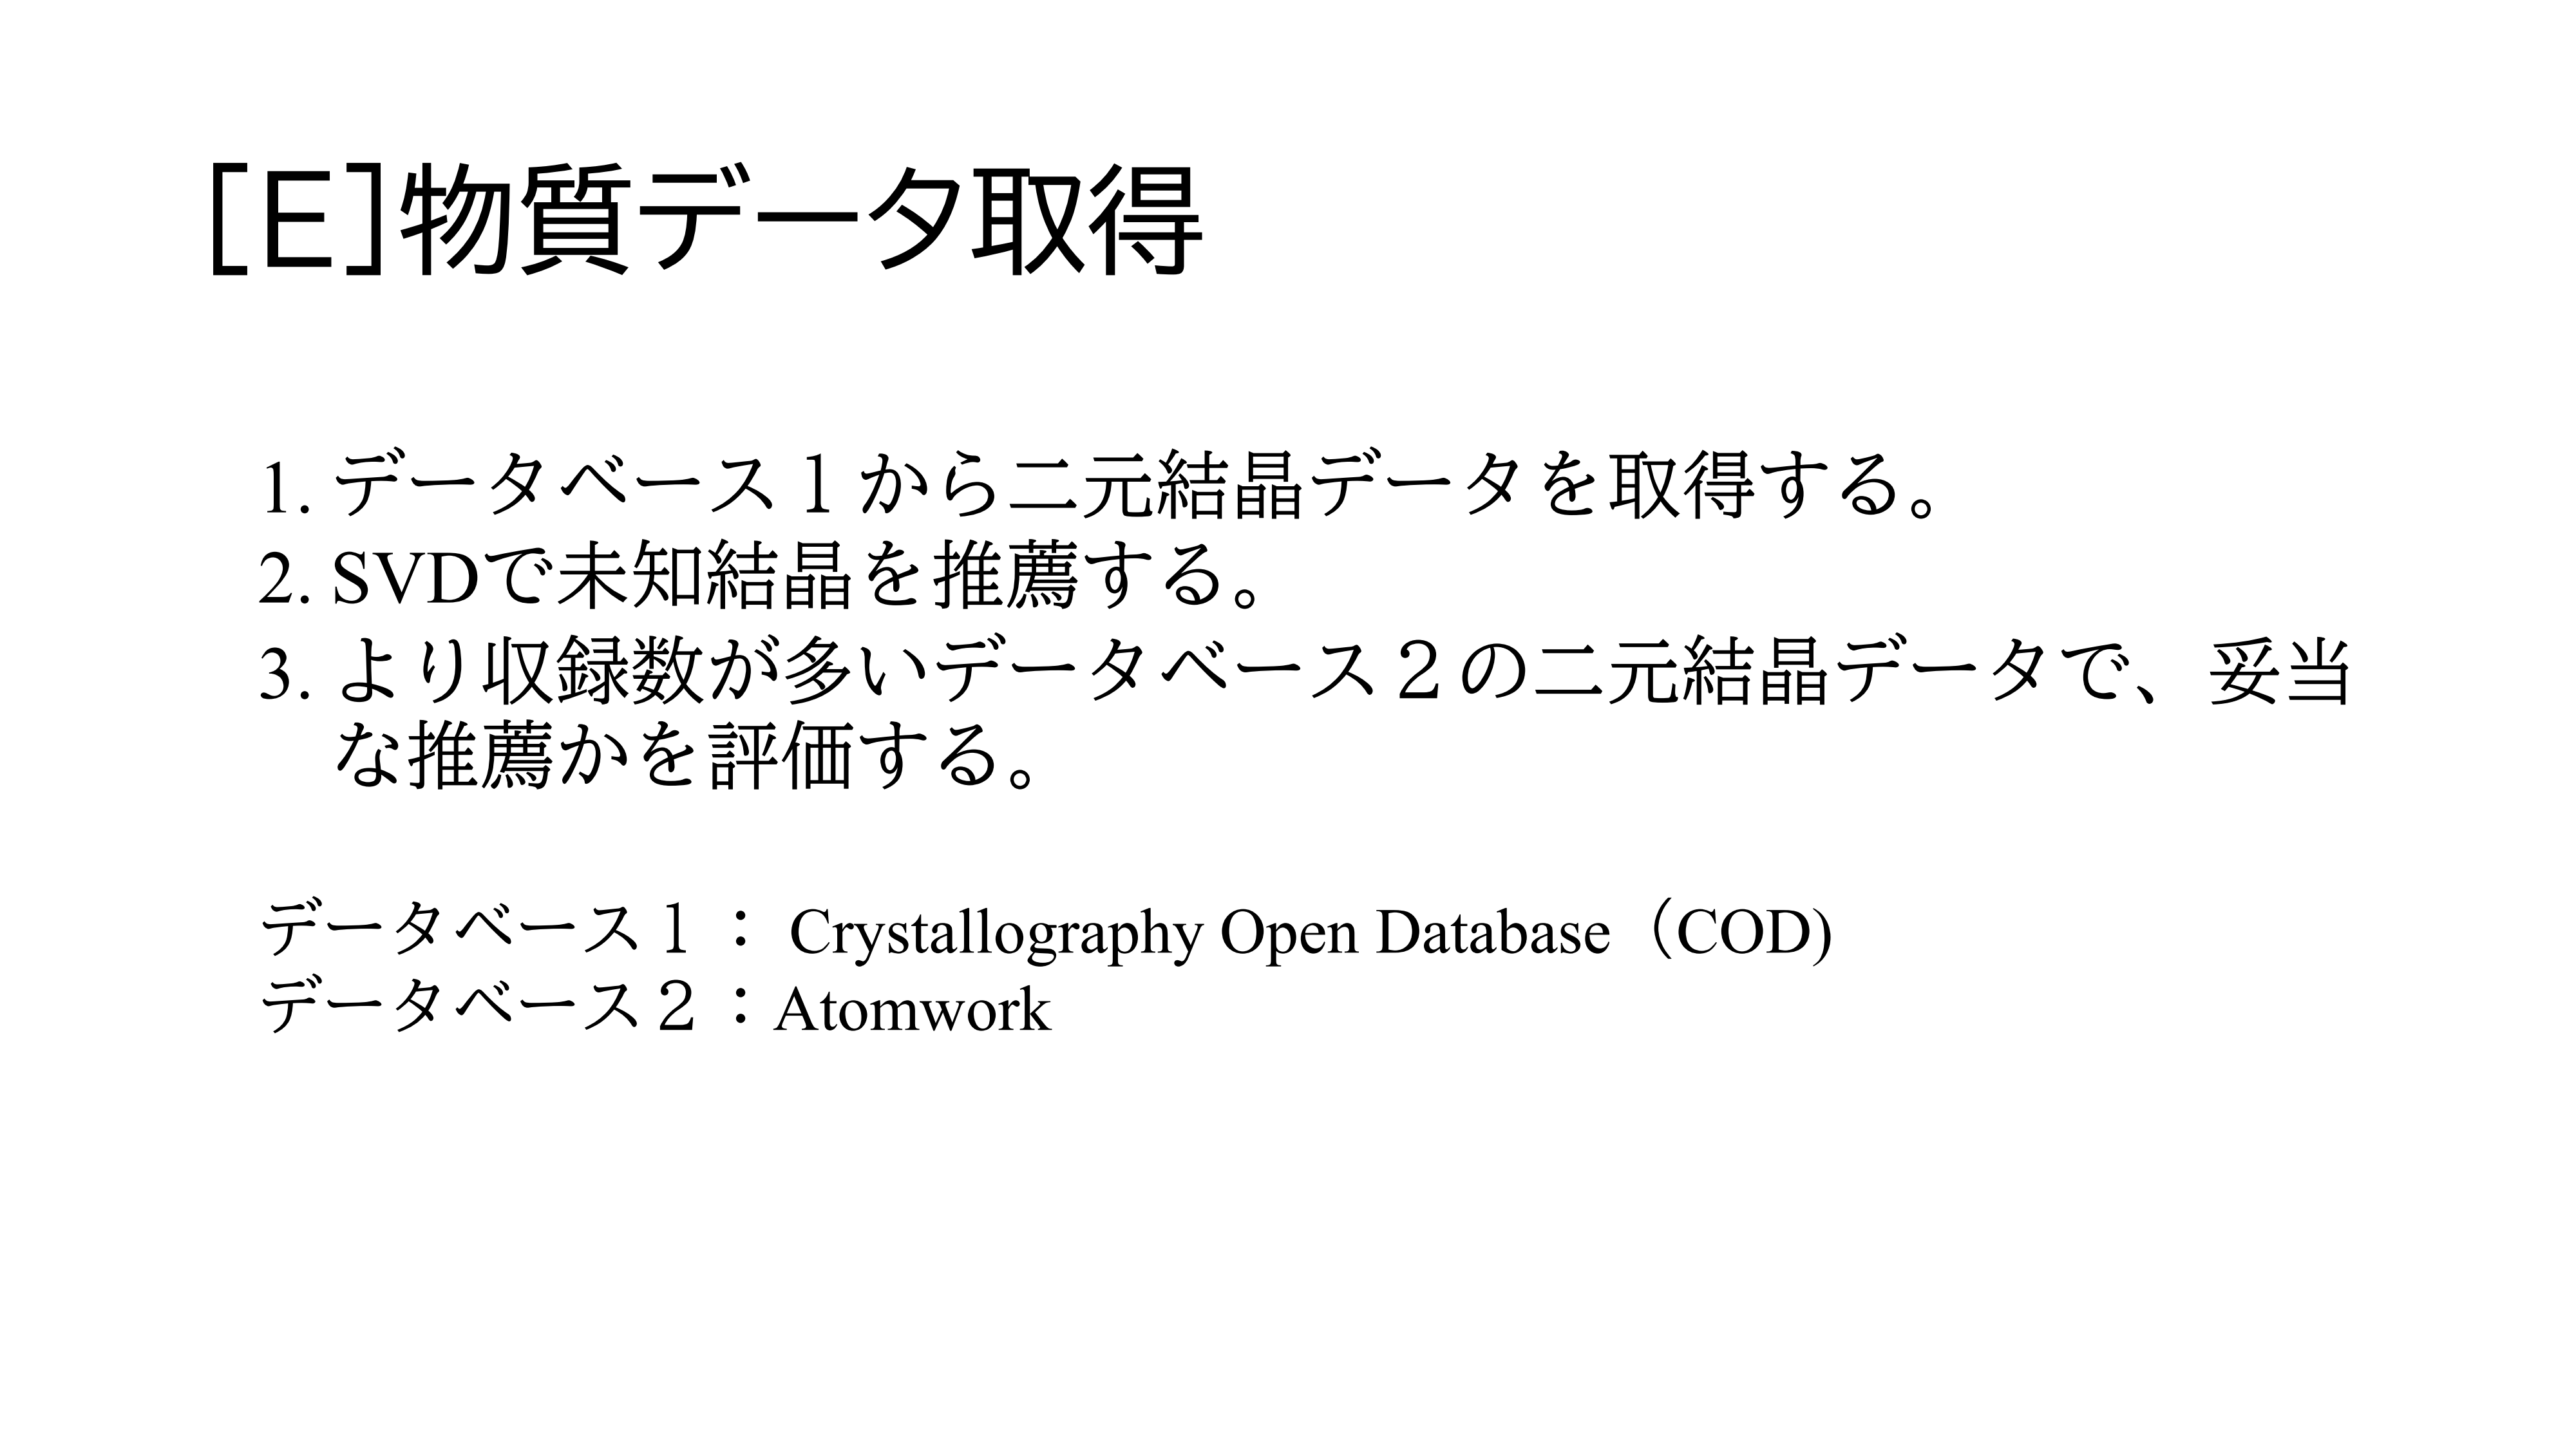 [E]物質データ取得
1. データベース１から二元結晶データを取得する。
2. SVDで未知結晶を推薦する。
3. より収録数が多いデータベース２の二元結晶データで、妥当
な推薦かを評価する。
データベース１ ： Crystallography Open Database（COD)
データベース２ ：Atomwork